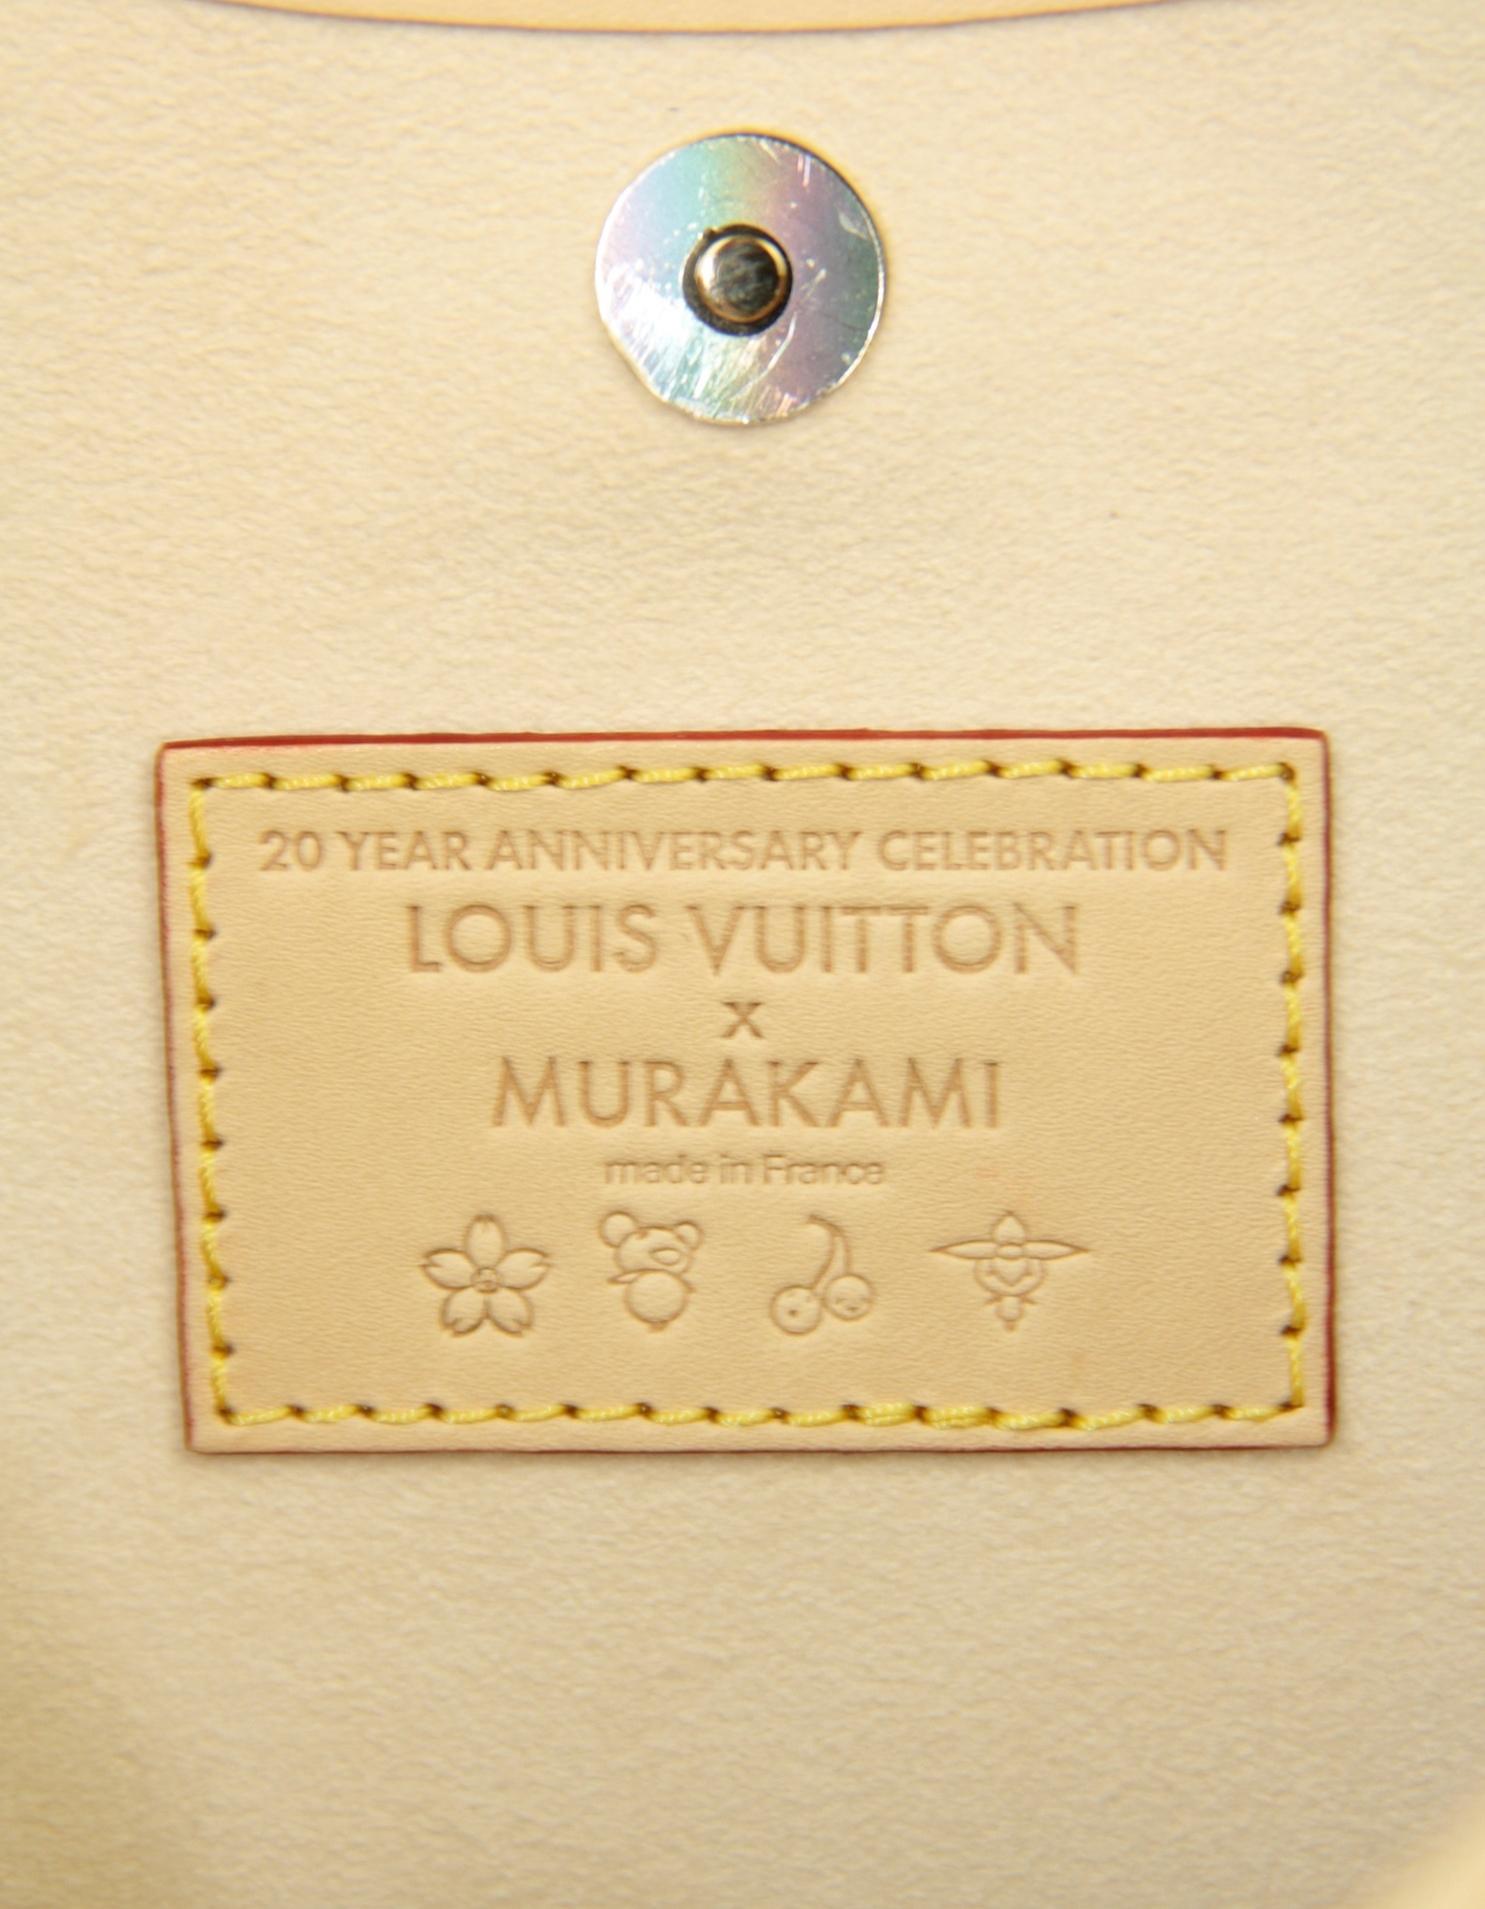 20 YEAR ANNIVERSARY CELEBRATION
LOUIS VUITTON
x
MURAKAMI
made in France